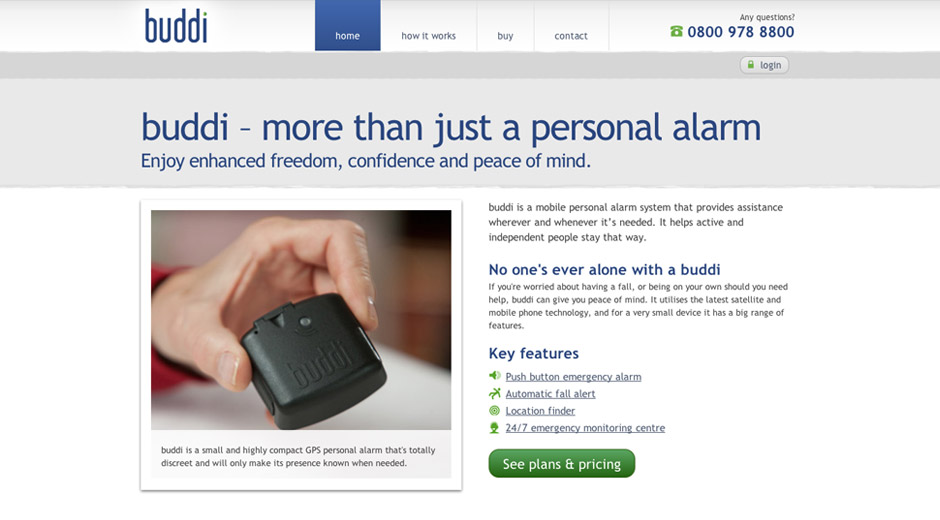 buddi
home
how it works
buy
contact
Any questions?
0800 978 8800
login
buddi – more than just a personal alarm
Enjoy enhanced freedom, confidence and peace of mind.
buddi
buddi is a small and highly compact GPS personal alarm that's totally
discreet and will only make its presence known when needed.
buddi is a mobile personal alarm system that provides assistance
wherever and whenever it's needed. It helps active and
independent people stay that way.
No one's ever alone with a buddi
If you're worried about having a fall, or being on your own should you need
help, buddi can give you peace of mind. It utilises the latest satellite and
mobile phone technology, and for a very small device it has a big range of
features.
Key features
Push button emergency alarm
Automatic fall alert
Location finder
24/7 emergency monitoring centre
See plans & pricing